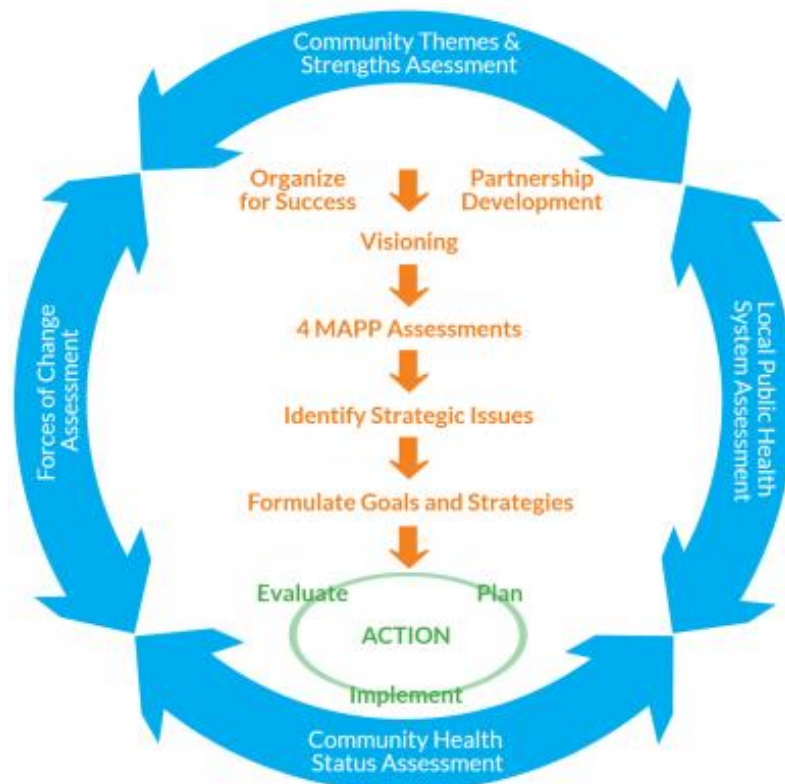 Community Themes &
Strengths Asessment
Organize
for Success
Partnership
Development
Visioning
4 MAPP Assessments
Identify Strategic Issues
Formulate Goals and Strategies
Forces of Change
Assessment
Local Public Health
System Assessment
Evaluate
Plan
ACTION
Implement
Community Health
Status Assessment